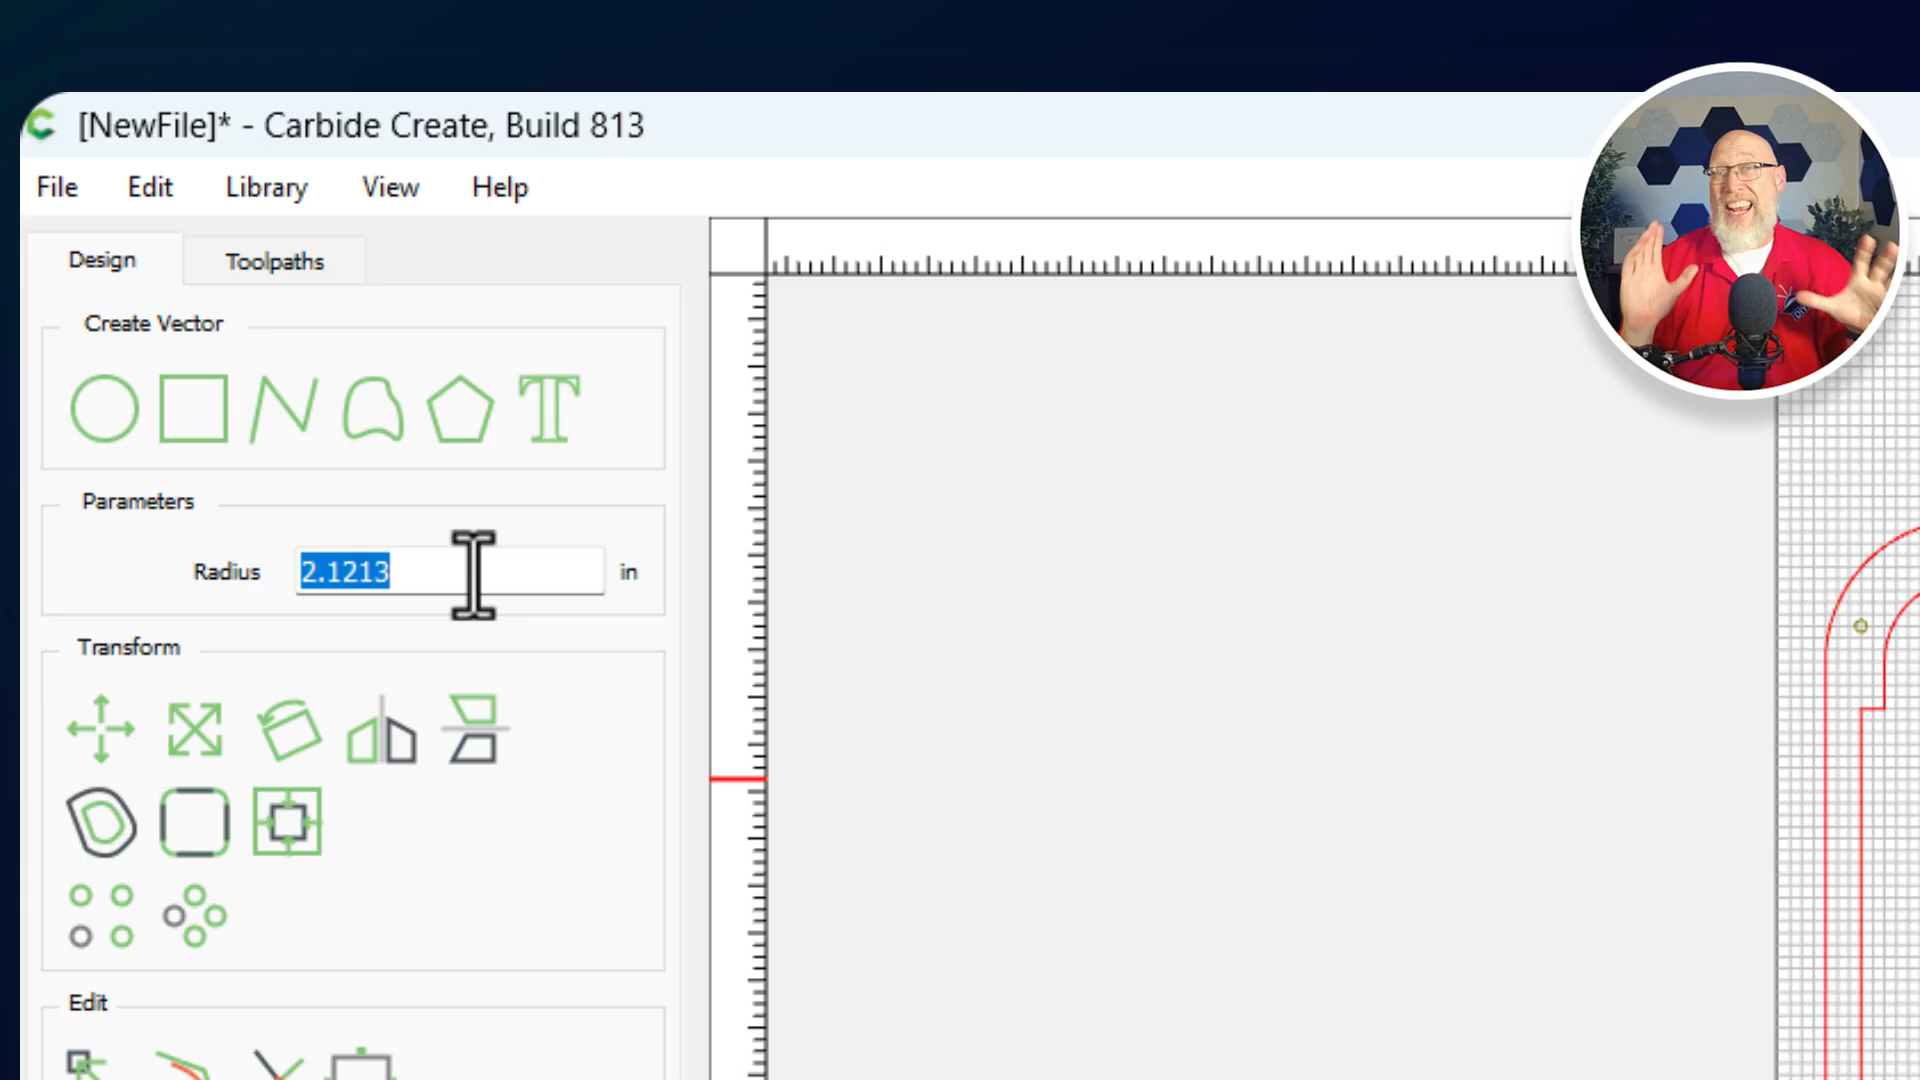 [NewFile]* - Carbide Create, Build 813
File Edit Library View Help
Design Toolpaths
Create Vector
T
Parameters
Radius 2.1213 in
Transform
Edit